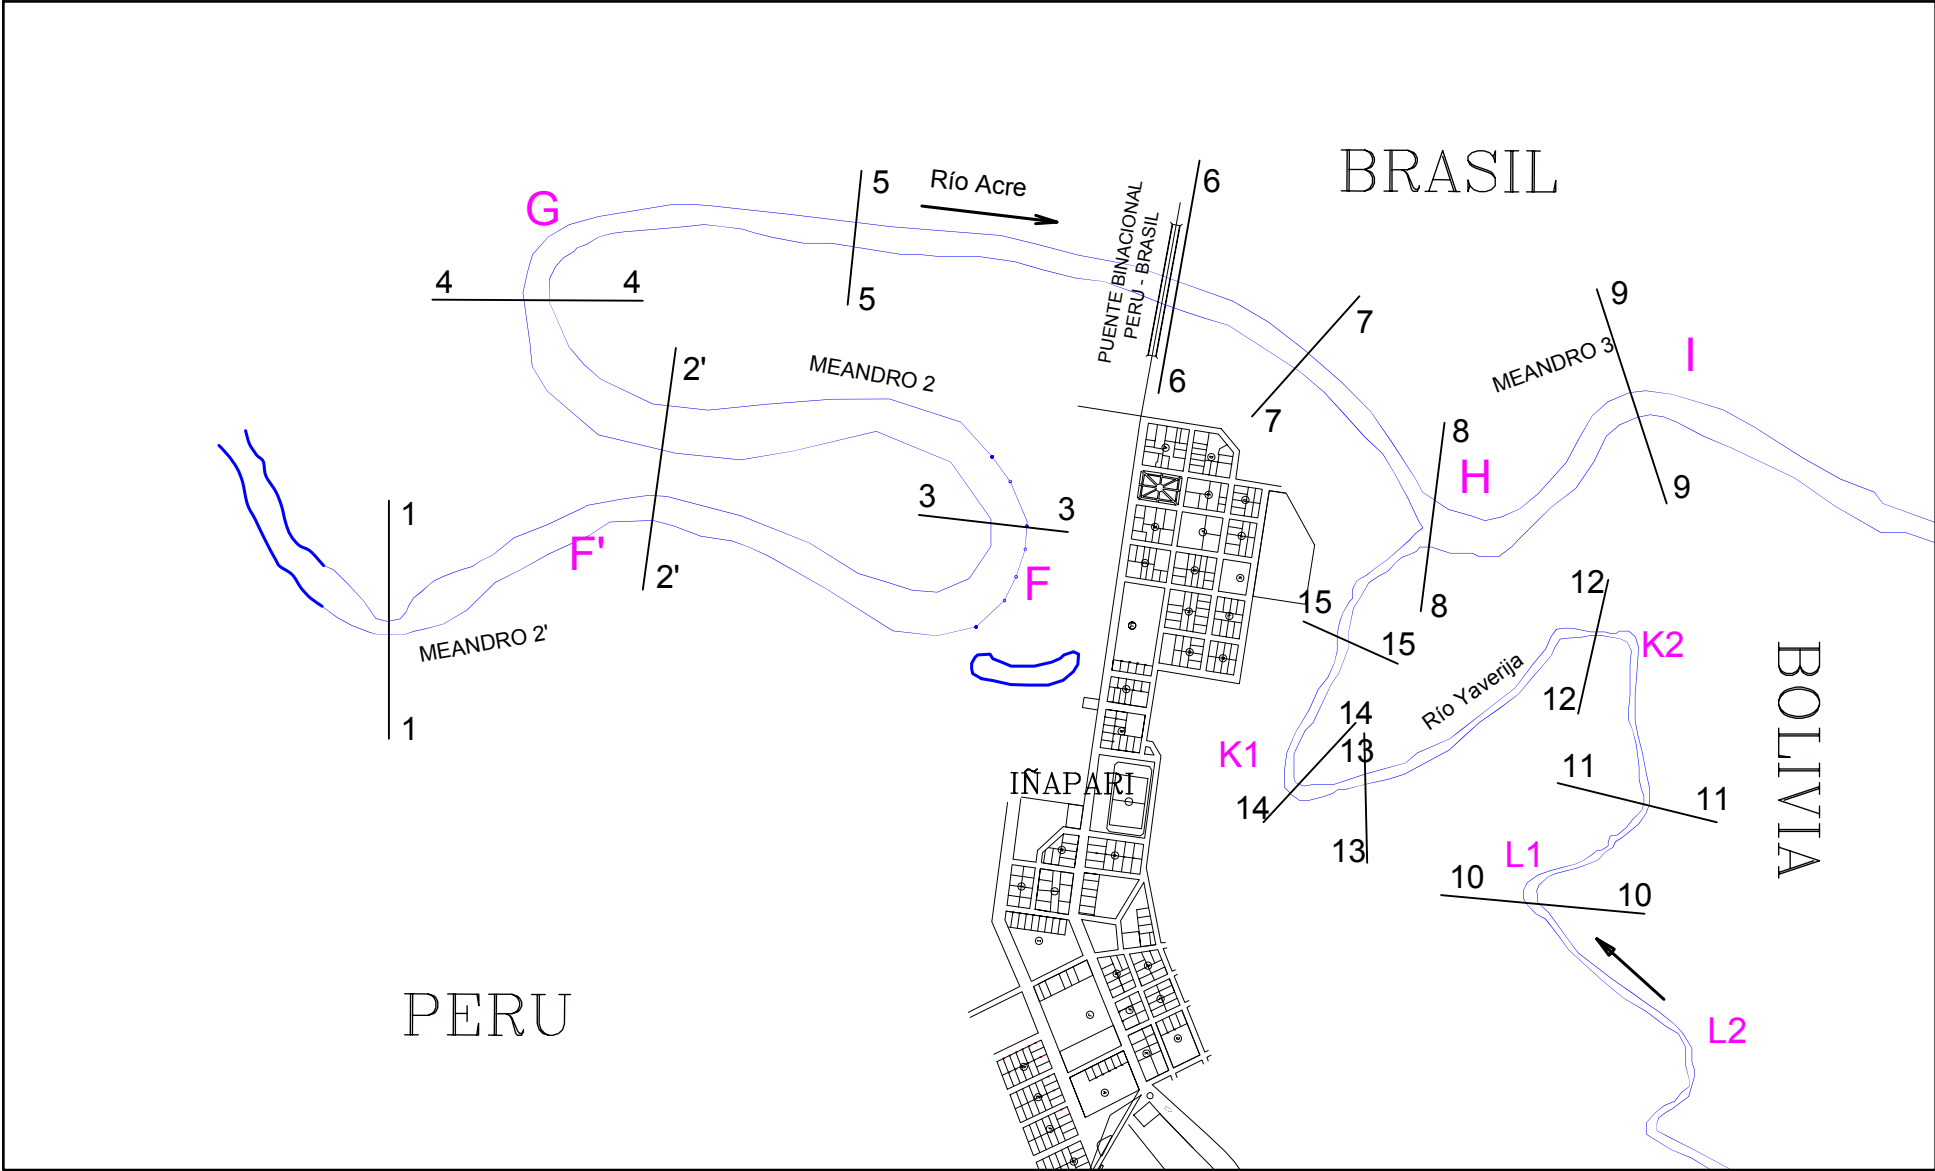 BRASIL
G
5
Río Acre
6
5
PUENTE BINACIONAL
PERU - BRASIL
4
4
9
7
MEANDRO 3
I
2'
MEANDRO 2
6
7
8
H
9
3
3
1
F'
2'
F
12
8
15
15
MEANDRO 2'
K2
BOLIVIA
Río Yaverija
12
14
1
K1
13
11
IÑAPARI
14
11
13
L1
10
10
PERU
L2